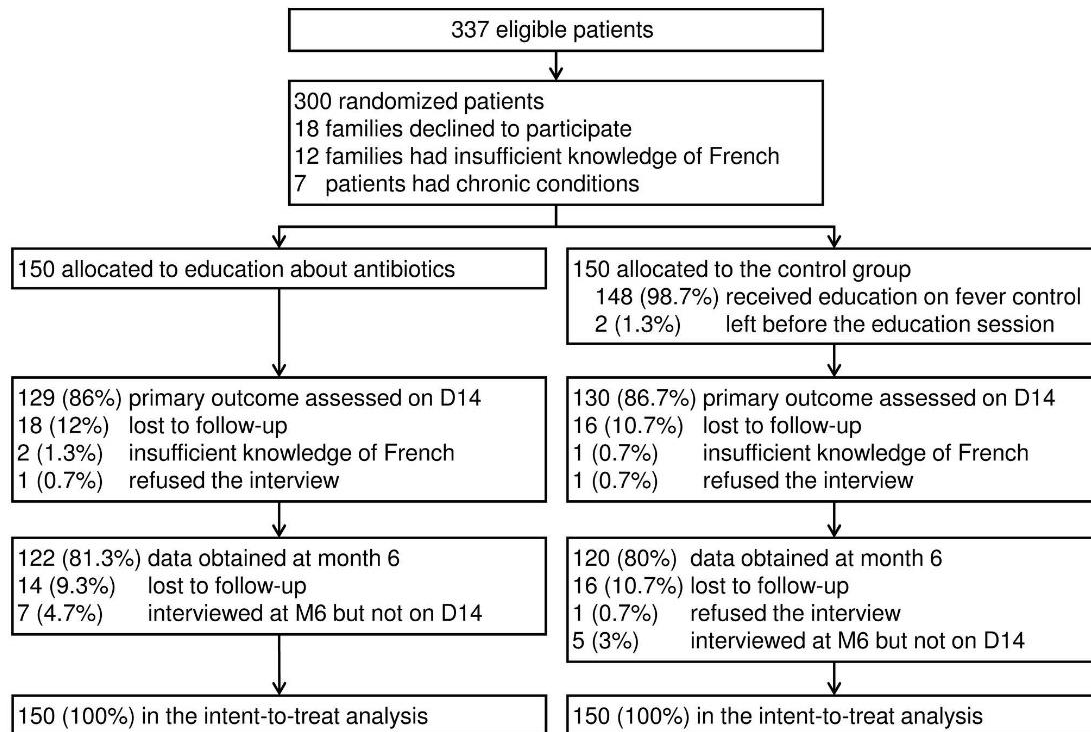 337 eligible patients
300 randomized patients
18 families declined to participate
12 families had insufficient knowledge of French
7 patients had chronic conditions
150 allocated to education about antibiotics
150 allocated to the control group
148 (98.7%) received education on fever control
2 (1.3%) left before the education session
129 (86%) primary outcome assessed on D14
18 (12%) lost to follow-up
2 (1.3%) insufficient knowledge of French
1 (0.7%) refused the interview
130 (86.7%) primary outcome assessed on D14
16 (10.7%) lost to follow-up
1 (0.7%) insufficient knowledge of French
1 (0.7%) refused the interview
122 (81.3%) data obtained at month 6
14 (9.3%) lost to follow-up
7 (4.7%) interviewed at M6 but not on D14
120 (80%) data obtained at month 6
16 (10.7%) lost to follow-up
1 (0.7%) refused the interview
5 (3%) interviewed at M6 but not on D14
150 (100%) in the intent-to-treat analysis
150 (100%) in the intent-to-treat analysis